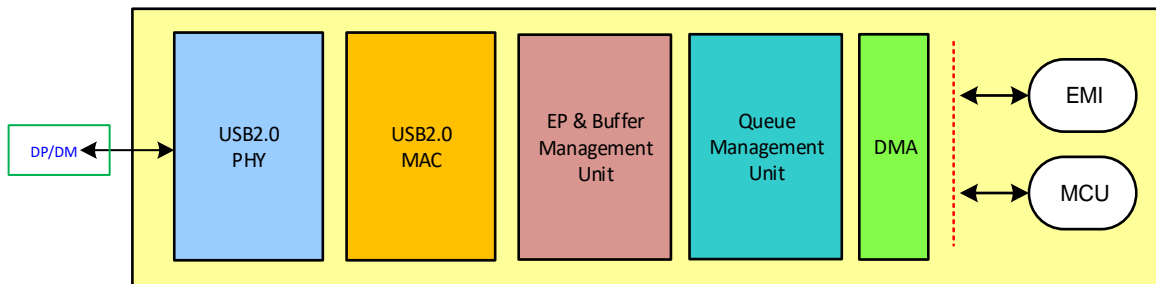 DP/DM
USB2.0
PHY
USB2.0
MAC
EP & Buffer
Management
Unit
Queue
Management
Unit
DMA
EMI
MCU